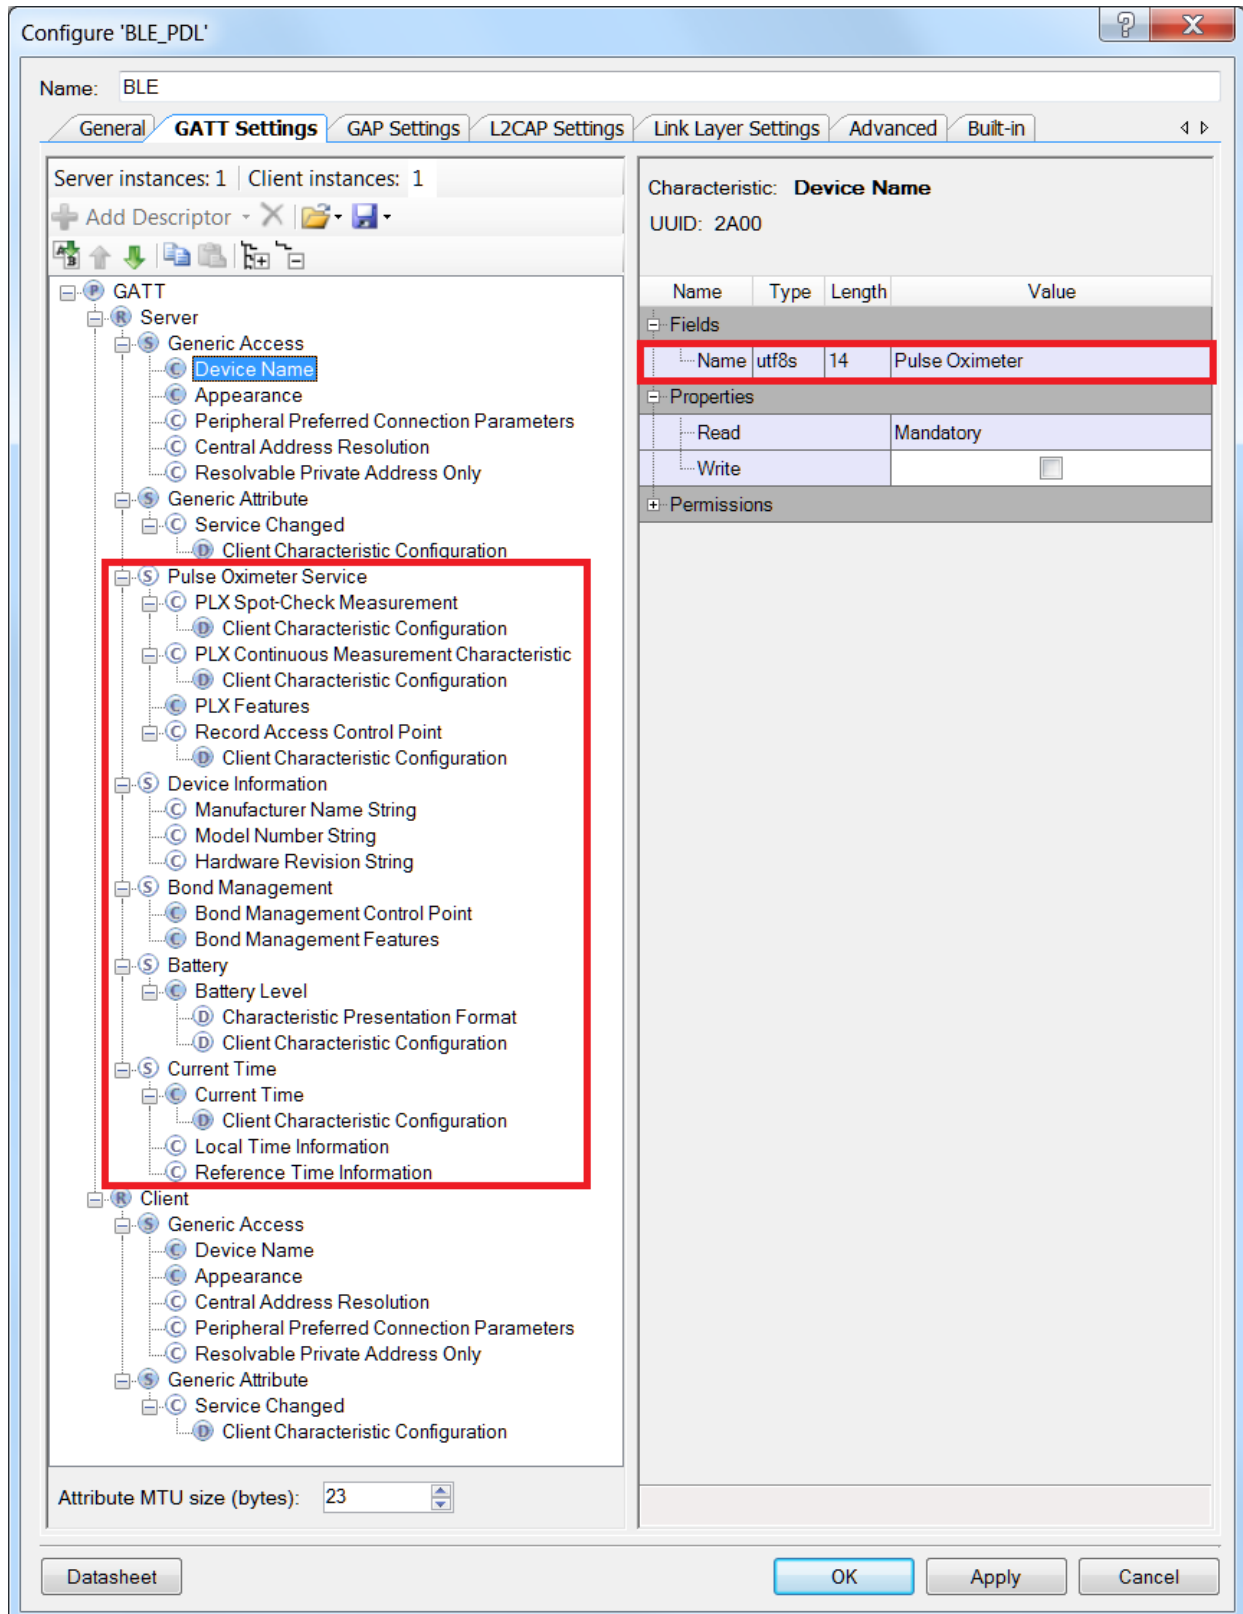 Configure 'BLE_PDL'
Name: BLE
General GATT Settings GAP Settings L2CAP Settings Link Layer Settings Advanced Built-in
Server instances: 1 Client instances: 1
Add Descriptor
GATT
Server
Generic Access
Device Name
Appearance
Peripheral Preferred Connection Parameters
Central Address Resolution
Resolvable Private Address Only
Generic Attribute
Service Changed
Client Characteristic Configuration
Pulse Oximeter Service
PLX Spot-Check Measurement
Client Characteristic Configuration
PLX Continuous Measurement Characteristic
Client Characteristic Configuration
PLX Features
Record Access Control Point
Client Characteristic Configuration
Device Information
Manufacturer Name String
Model Number String
Hardware Revision String
Bond Management
Bond Management Control Point
Bond Management Features
Battery
Battery Level
Characteristic Presentation Format
Client Characteristic Configuration
Current Time
Current Time
Client Characteristic Configuration
Local Time Information
Reference Time Information
Client
Generic Access
Device Name
Appearance
Central Address Resolution
Peripheral Preferred Connection Parameters
Resolvable Private Address Only
Generic Attribute
Service Changed
Client Characteristic Configuration
Attribute MTU size (bytes): 23
Characteristic: Device Name
UUID: 2A00
Name Type Length Value
Fields
Name utf8s 14 Pulse Oximeter
Properties
Read Mandatory
Write
Permissions
Datasheet OK Apply Cancel